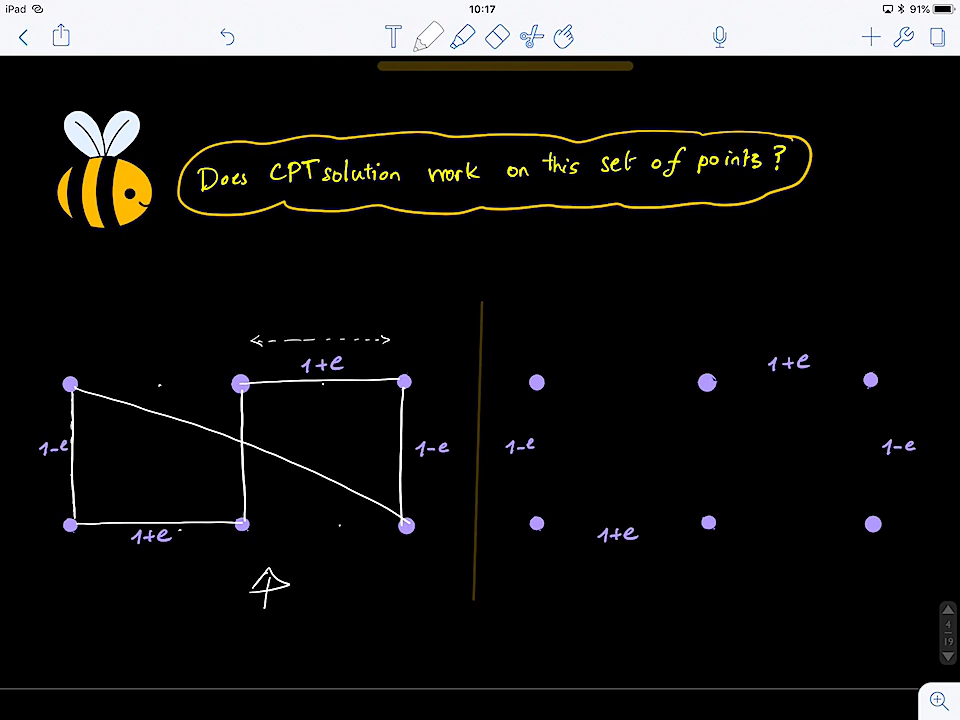 iPad
10:17
91%
T
Does CPT solution work on this set of points?
1+e
1+e
1-e
1-e
1-e
1-e
1+e
1+e
4
19